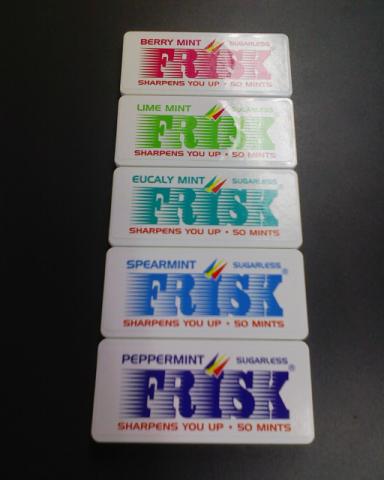 BERRY MINT SUGARLESS
FRISK
SHARPENS YOU UP • 50 MINTS
LIME MINT SUGARLESS
FRISK
SHARPENS YOU UP • 50 MINTS
EUCALY MINT SUGARLESS
FRISK®
SHARPENS YOU UP • 50 MINTS
SPEARMINT SUGARLESS
FRISK®
SHARPENS YOU UP • 50 MINTS
PEPPERMINT SUGARLESS
FRISK®
SHARPENS YOU UP • 50 MINTS